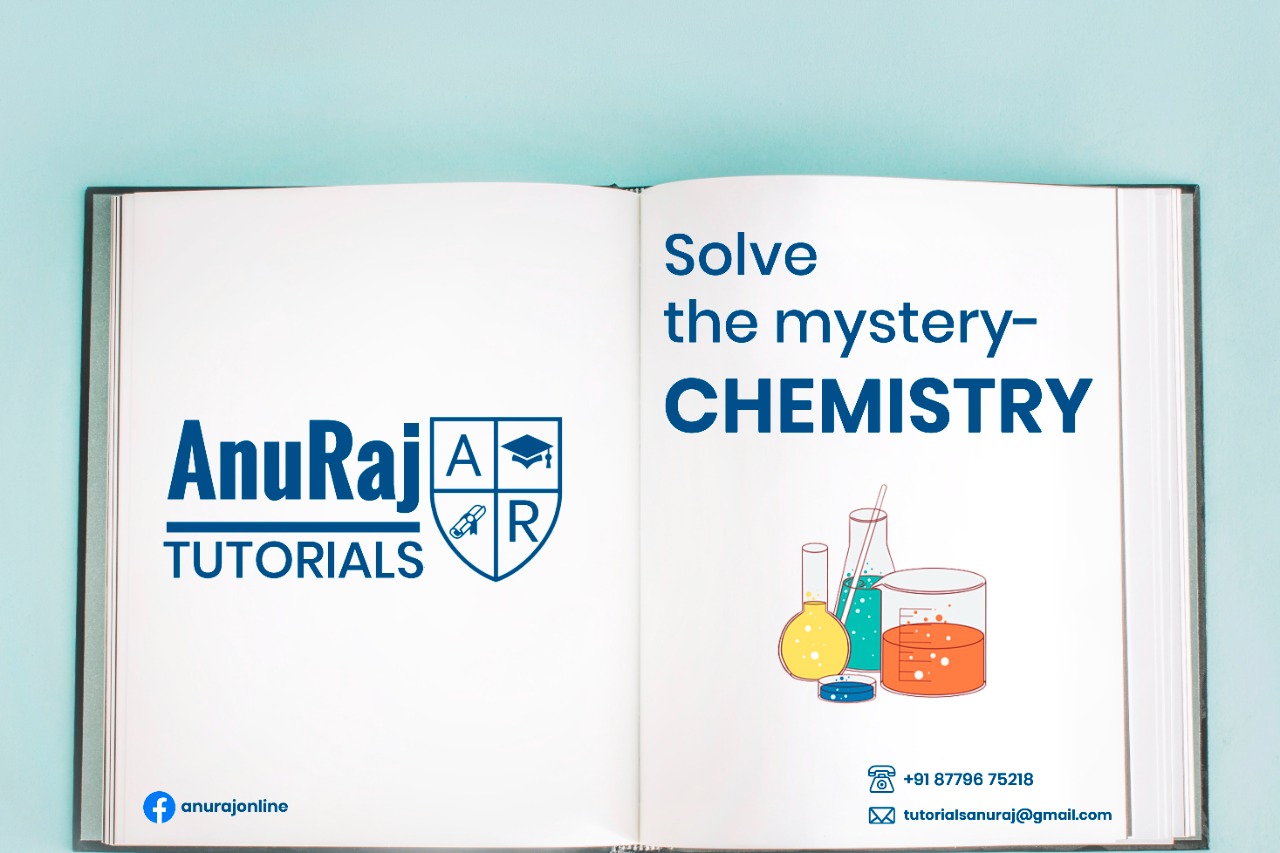 AnuRaj
TUTORIALS
A
R
anurajonline
Solve
the mystery-
CHEMISTRY
+91 87796 75218
tutorialsanuraj@gmail.com